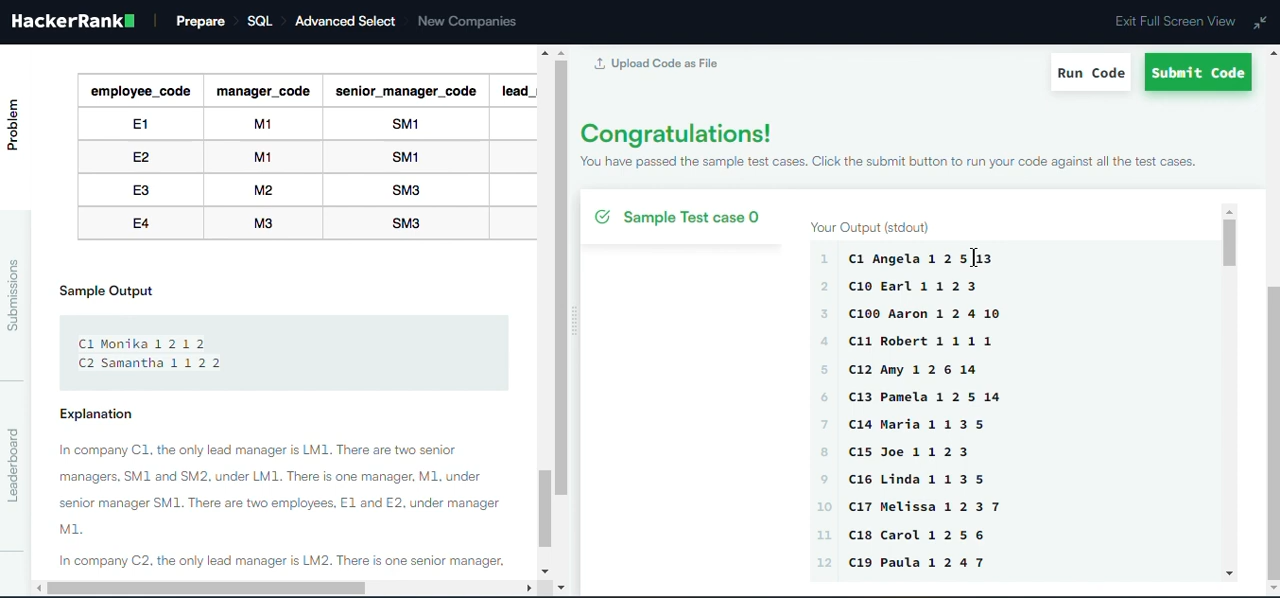 HackerRank | Prepare > SQL > Advanced Select > New Companies
Exit Full Screen View
Problem
Submissions
Leaderboard
employee_code manager_code senior_manager_code lead_
E1 M1 SM1
E2 M1 SM1
E3 M2 SM3
E4 M3 SM3
Sample Output
C1 Monika 1 2 1 2
C2 Samantha 1 1 2 2
Explanation
In company C1, the only lead manager is LM1. There are two senior
managers, SM1 and SM2, under LM1. There is one manager, M1, under
senior manager SM1. There are two employees, E1 and E2, under manager
M1.
In company C2, the only lead manager is LM2. There is one senior manager,
Upload Code as File
Run Code
Submit Code
Congratulations!
You have passed the sample test cases. Click the submit button to run your code against all the test cases.
Sample Test case 0
Your Output (stdout)
1 C1 Angela 1 2 5 13
2 C10 Earl 1 1 2 3
3 C100 Aaron 1 2 4 10
4 C11 Robert 1 1 1 1
5 C12 Amy 1 2 6 14
6 C13 Pamela 1 2 5 14
7 C14 Maria 1 1 3 5
8 C15 Joe 1 1 2 3
9 C16 Linda 1 1 3 5
10 C17 Melissa 1 2 3 7
11 C18 Carol 1 2 5 6
12 C19 Paula 1 2 4 7